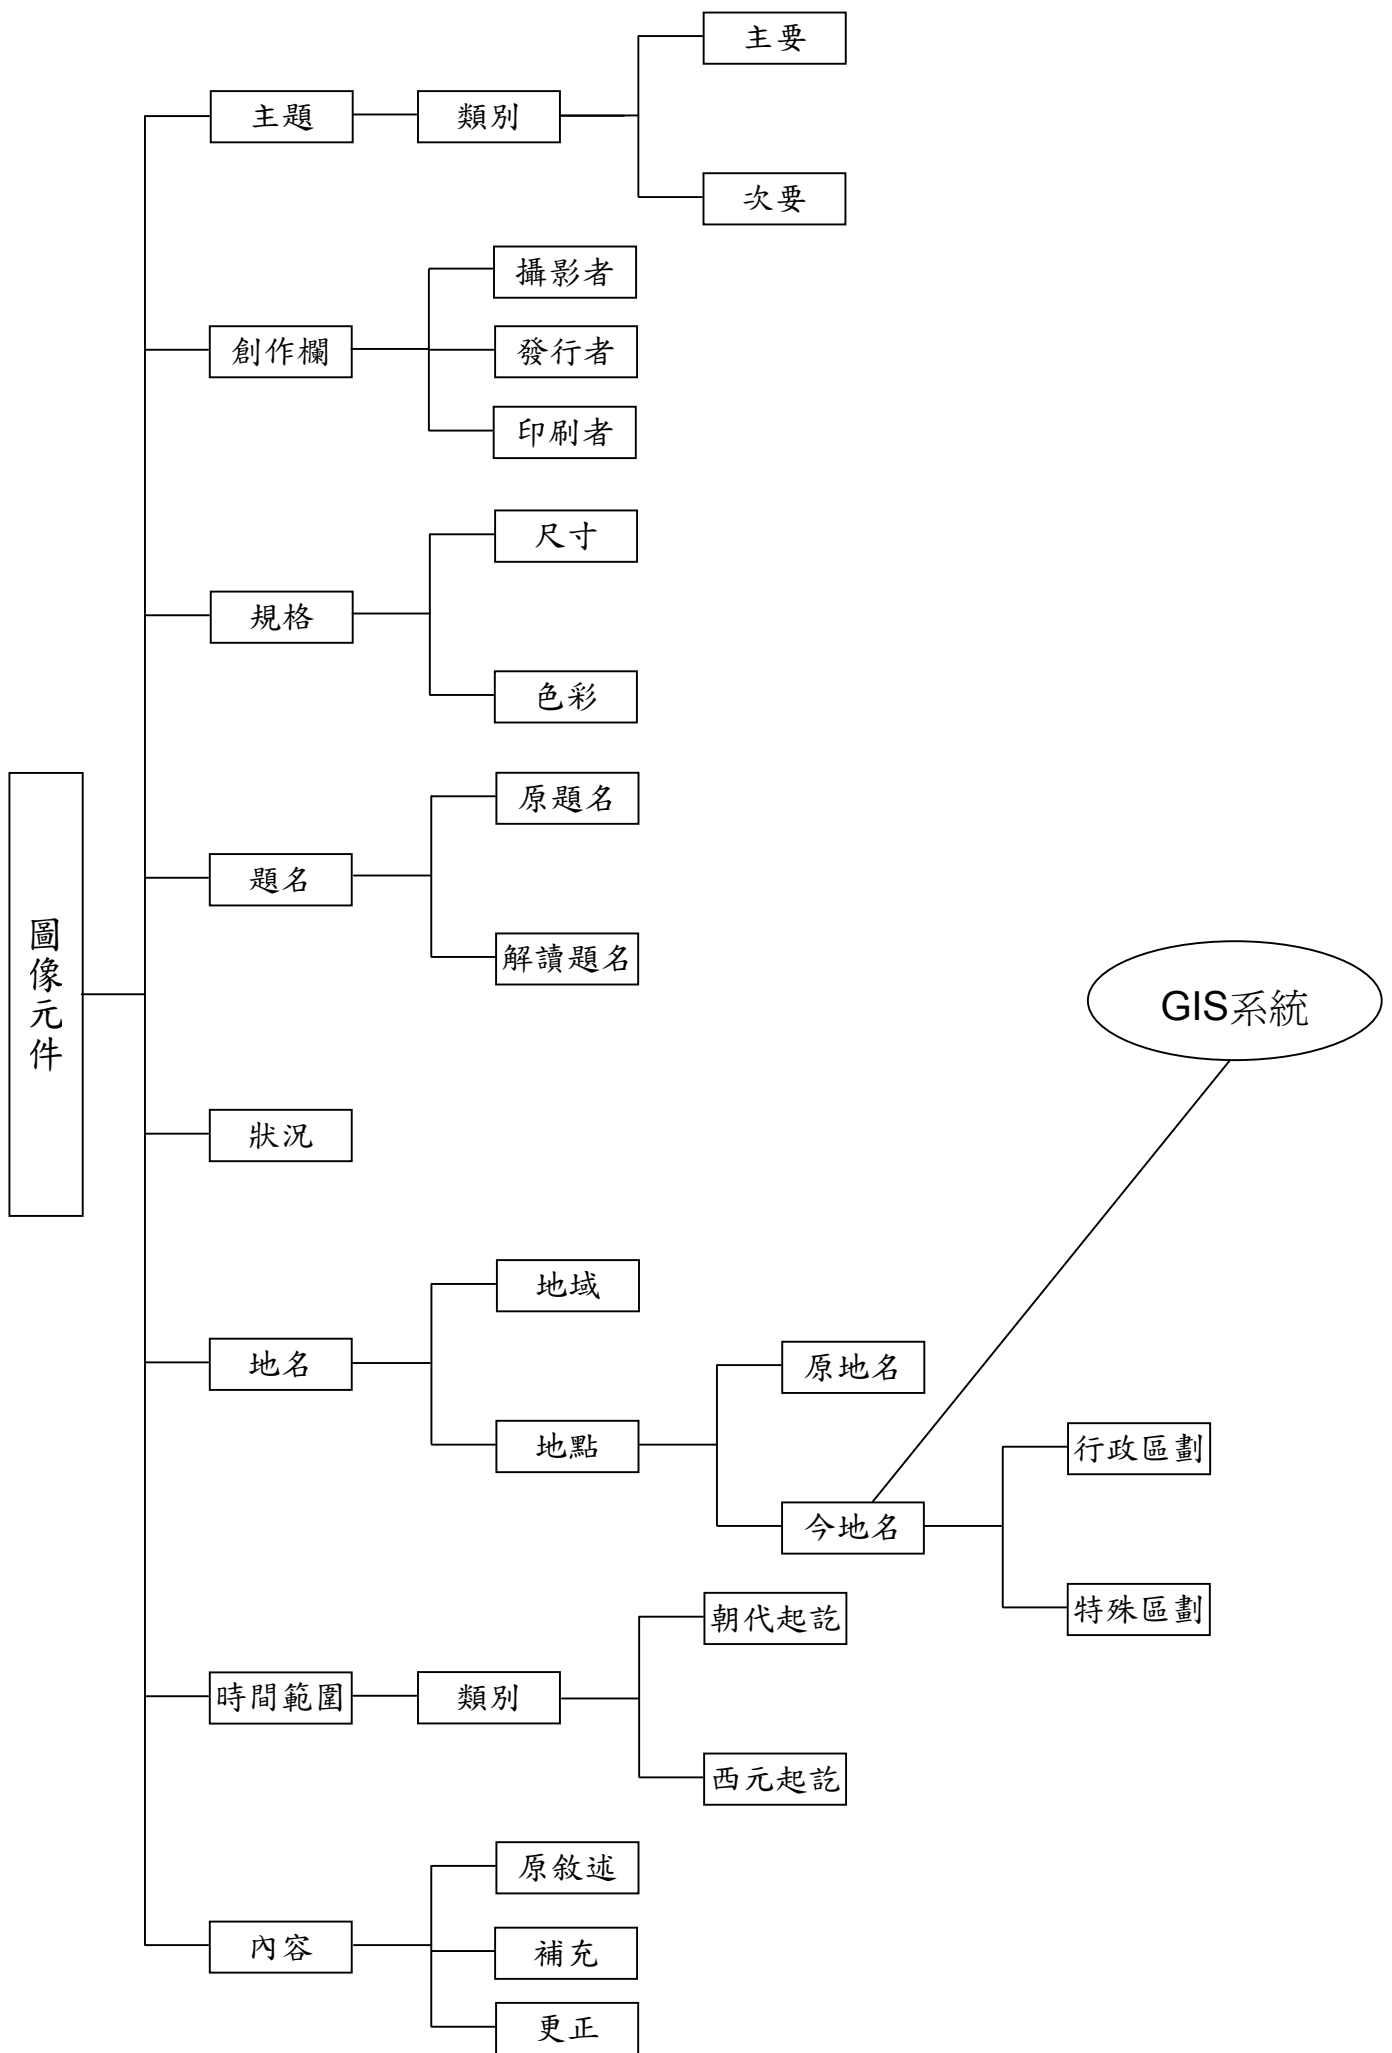 主要
主題
類別
次要
攝影者
創作欄
發行者
印刷者
尺寸
規格
色彩
原題名
題名
解讀題名
圖像元件
GIS系統
狀況
地域
地名
原地名
地點
行政區劃
今地名
特殊區劃
朝代起訖
時間範圍
類別
西元起訖
原敘述
內容
補充
更正